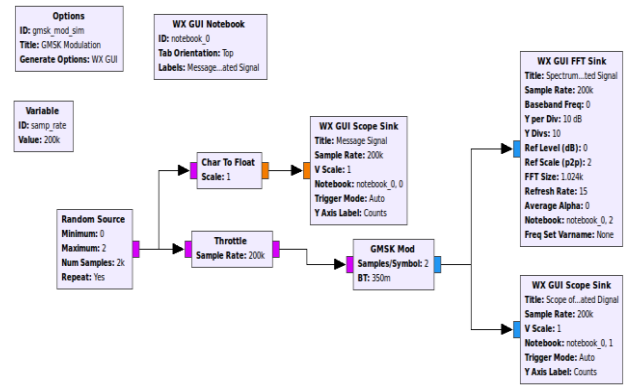 Options
ID: gmsk_mod_sim
Title: GMSK Modulation
Generate Options: WX GUI
WX GUI Notebook
ID: notebook_0
Tab Orientation: Top
Labels: Message...ated Signal
Variable
ID: samp_rate
Value: 200k
Random Source
Minimum: 0
Maximum: 2
Num Samples: 2k
Repeat: Yes
Char To Float
Scale: 1
Throttle
Sample Rate: 200k
WX GUI Scope Sink
Title: Message Signal
Sample Rate: 200k
V Scale: 1
Notebook: notebook_0, 0
Trigger Mode: Auto
Y Axis Label: Counts
GMSK Mod
Samples/Symbol: 2
BT: 350m
WX GUI FFT Sink
Title: Spectrum...ted Signal
Sample Rate: 200k
Baseband Freq: 0
Y per Div: 10 dB
Y Divs: 10
Ref Level (dB): 0
Ref Scale (p2p): 2
FFT Size: 1.024k
Refresh Rate: 15
Average Alpha: 0
Notebook: notebook_0, 2
Freq Set Varname: None
WX GUI Scope Sink
Title: Scope of...ated Dignal
Sample Rate: 200k
V Scale: 1
Notebook: notebook_0, 1
Trigger Mode: Auto
Y Axis Label: Counts